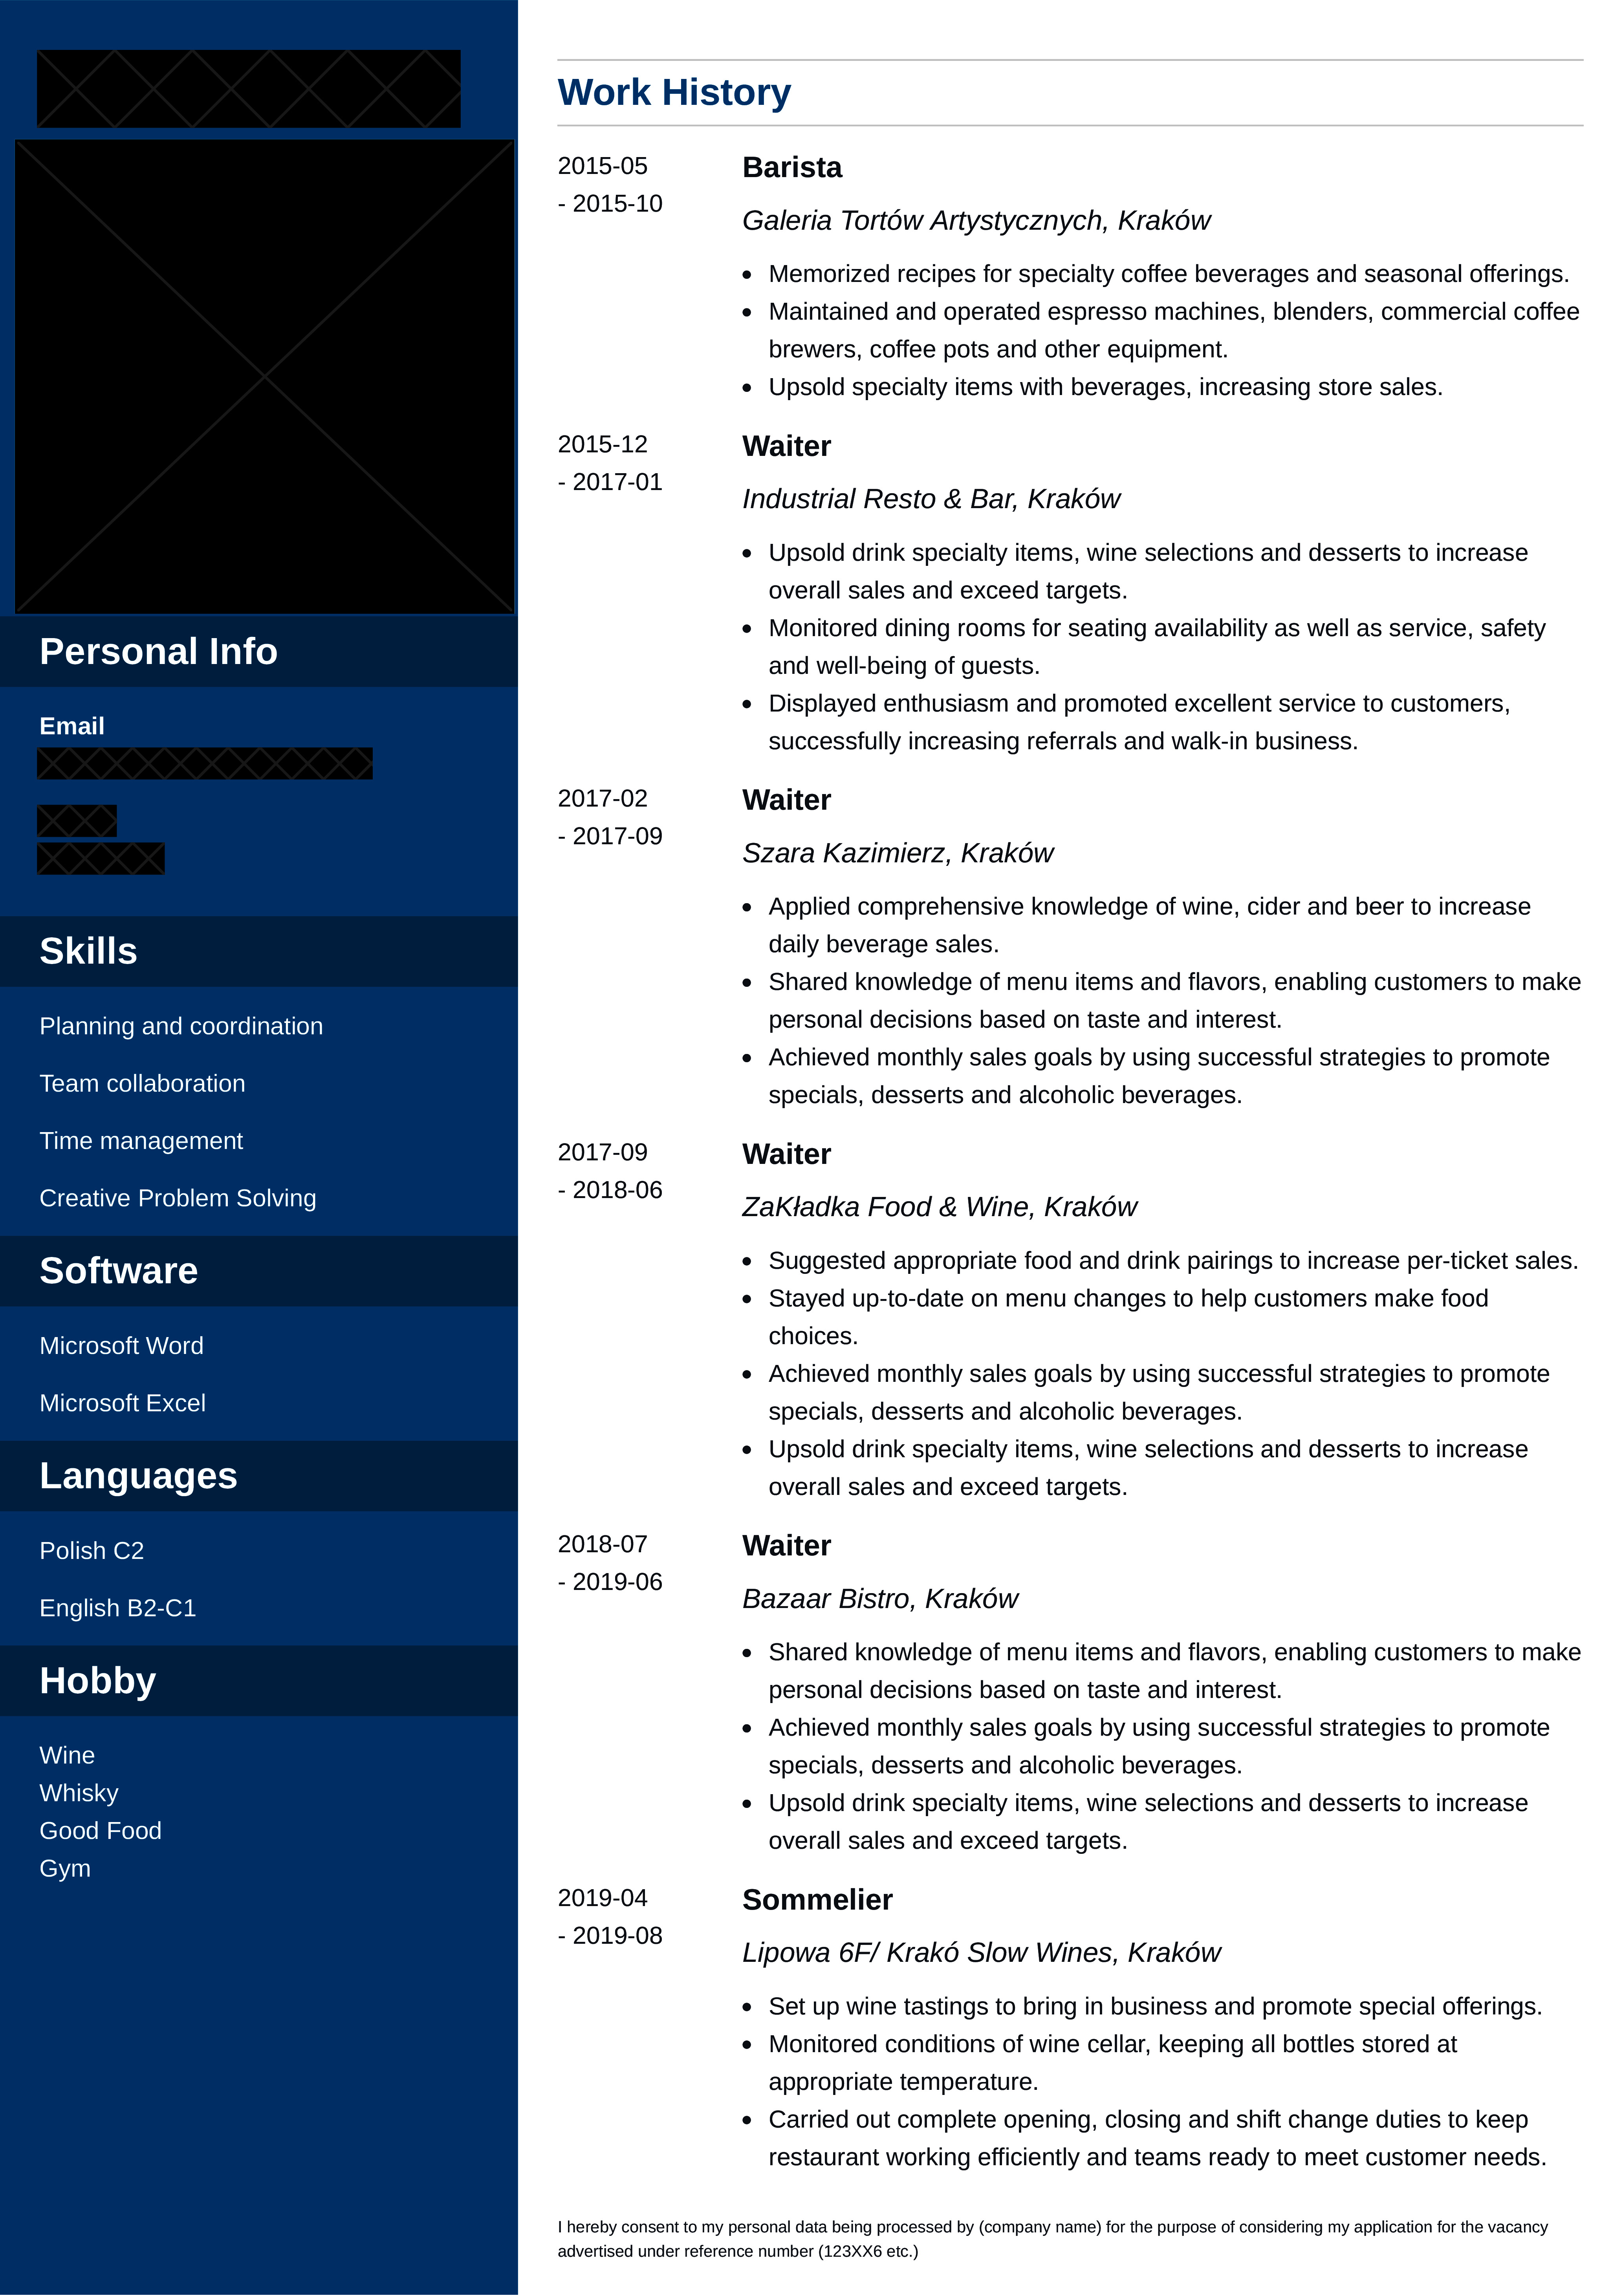 Personal Info
Email
Skills
Planning and coordination
Team collaboration
Time management
Creative Problem Solving
Software
Microsoft Word
Microsoft Excel
Languages
Polish C2
English B2-C1
Hobby
Wine
Whisky
Good Food
Gym
Work History
2015-05
- 2015-10
Barista
Galeria Tortów Artystycznych, Kraków
• Memorized recipes for specialty coffee beverages and seasonal offerings.
• Maintained and operated espresso machines, blenders, commercial coffee
brewers, coffee pots and other equipment.
• Upsold specialty items with beverages, increasing store sales.
2015-12
- 2017-01
Waiter
Industrial Resto & Bar, Kraków
• Upsold drink specialty items, wine selections and desserts to increase
overall sales and exceed targets.
• Monitored dining rooms for seating availability as well as service, safety
and well-being of guests.
• Displayed enthusiasm and promoted excellent service to customers,
successfully increasing referrals and walk-in business.
2017-02
- 2017-09
Waiter
Szara Kazimierz, Kraków
• Applied comprehensive knowledge of wine, cider and beer to increase
daily beverage sales.
• Shared knowledge of menu items and flavors, enabling customers to make
personal decisions based on taste and interest.
• Achieved monthly sales goals by using successful strategies to promote
specials, desserts and alcoholic beverages.
2017-09
- 2018-06
Waiter
ZaKładka Food & Wine, Kraków
• Suggested appropriate food and drink pairings to increase per-ticket sales.
• Stayed up-to-date on menu changes to help customers make food
choices.
• Achieved monthly sales goals by using successful strategies to promote
specials, desserts and alcoholic beverages.
• Upsold drink specialty items, wine selections and desserts to increase
overall sales and exceed targets.
2018-07
- 2019-06
Waiter
Bazaar Bistro, Kraków
• Shared knowledge of menu items and flavors, enabling customers to make
personal decisions based on taste and interest.
• Achieved monthly sales goals by using successful strategies to promote
specials, desserts and alcoholic beverages.
• Upsold drink specialty items, wine selections and desserts to increase
overall sales and exceed targets.
2019-04
- 2019-08
Sommelier
Lipowa 6F/ Krakó Slow Wines, Kraków
• Set up wine tastings to bring in business and promote special offerings.
• Monitored conditions of wine cellar, keeping all bottles stored at
appropriate temperature.
• Carried out complete opening, closing and shift change duties to keep
restaurant working efficiently and teams ready to meet customer needs.
I hereby consent to my personal data being processed by (company name) for the purpose of considering my application for the vacancy
advertised under reference number (123XX6 etc.)